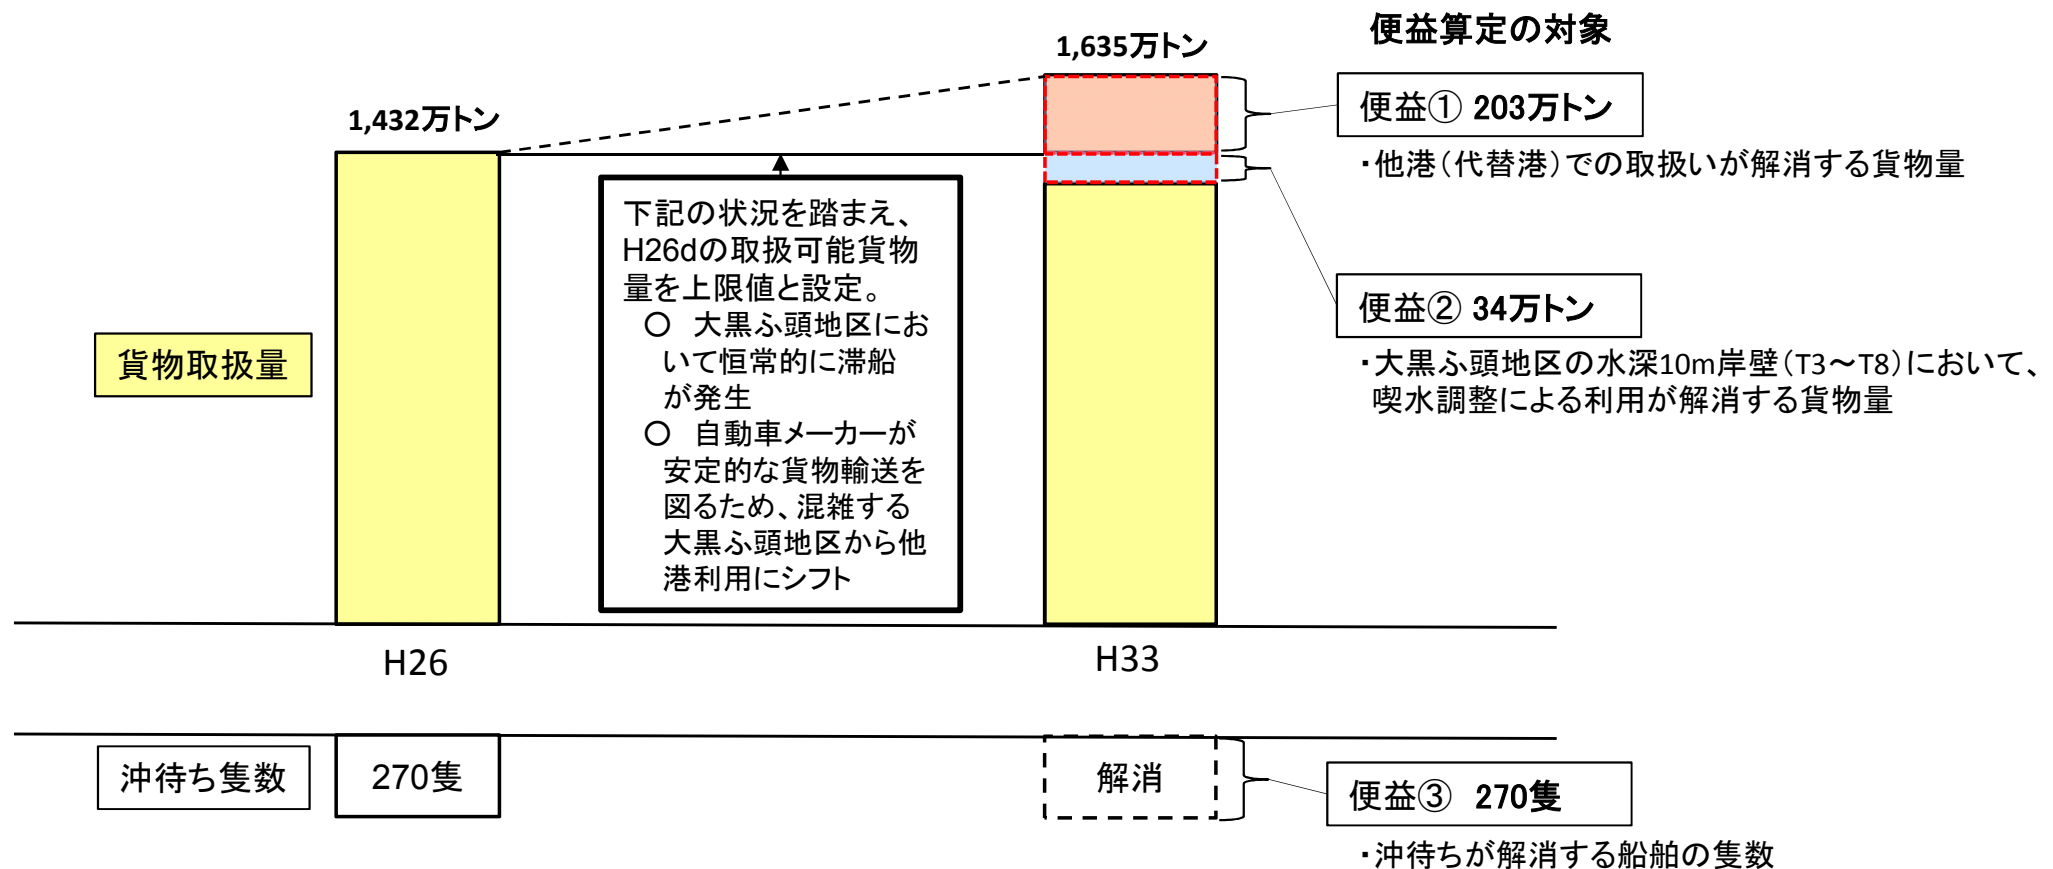 便益算定の対象
1,635万トン
1,432万トン
便益① 203万トン
・他港（代替港）での取扱いが解消する貨物量
下記の状況を踏まえ、
H26dの取扱可能貨物
量を上限値と設定。
○ 大黒ふ頭地区にお
いて恒常的に滞船
が発生
○ 自動車メーカーが
安定的な貨物輸送を
図るため、混雑する
大黒ふ頭地区から他
港利用にシフト
便益② 34万トン
・大黒ふ頭地区の水深10m岸壁（T3～T8）において、
喫水調整による利用が解消する貨物量
貨物取扱量
H26
H33
沖待ち隻数
270隻
解消
便益③ 270隻
・沖待ちが解消する船舶の隻数